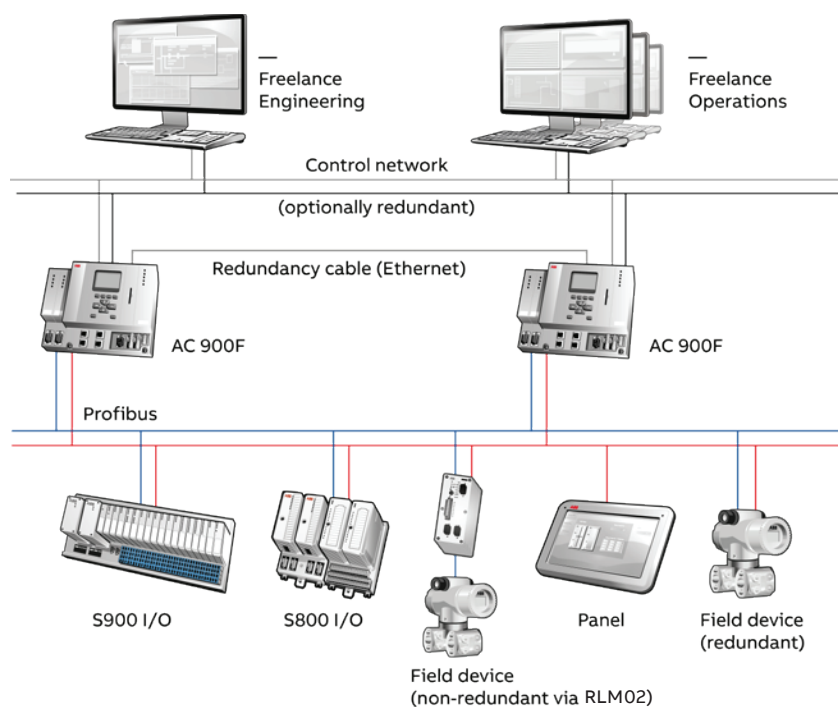 Freelance
Engineering
Freelance
Operations
Control network
(optionally redundant)
Redundancy cable (Ethernet)
AC 900F
AC 900F
Profibus
S900 I/O
S800 I/O
Panel
Field device
(redundant)
Field device
(non-redundant via RLM02)